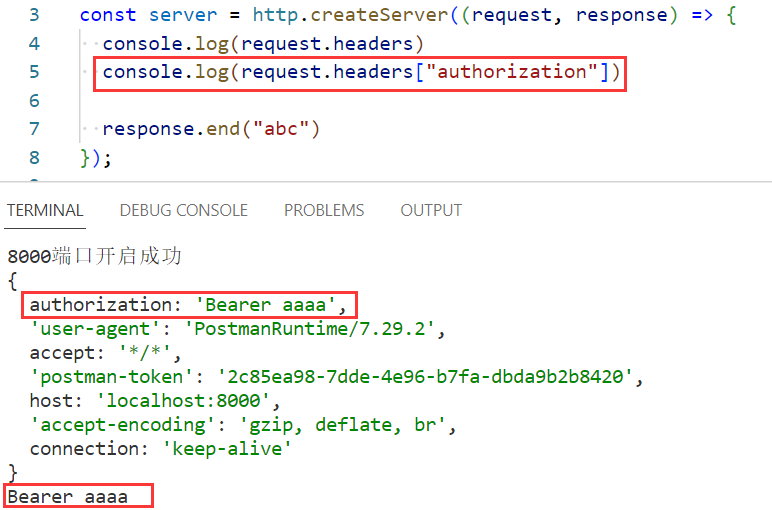 3 const server = http.createServer((request, response) => {
4 console.log(request.headers)
5 console.log(request.headers["authorization"])
6
7 response.end("abc")
8 });
TERMINAL DEBUG CONSOLE PROBLEMS OUTPUT
8000端口开启成功
{
authorization: 'Bearer aaaa',
'user-agent': 'PostmanRuntime/7.29.2',
accept: '*/*',
'postman-token': '2c85ea98-7dde-4e96-b7fa-dbda9b2b8420',
host: 'localhost:8000',
'accept-encoding': 'gzip, deflate, br',
connection: 'keep-alive'
}
Bearer aaaa